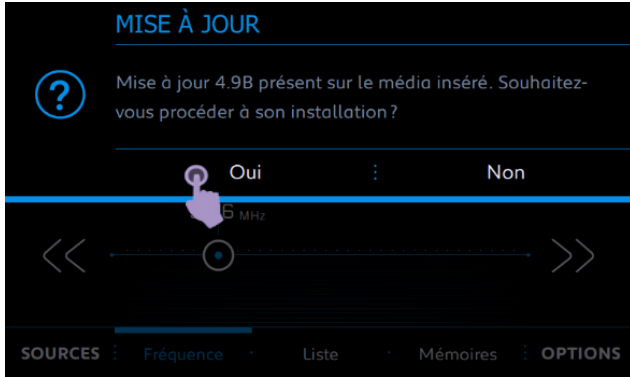 MISE À JOUR
Mise à jour 4.9B présent sur le média inséré. Souhaitez-
vous procéder à son installation ?
Oui
Non
MHz
SOURCES
Fréquence
Liste
Mémoires
OPTIONS